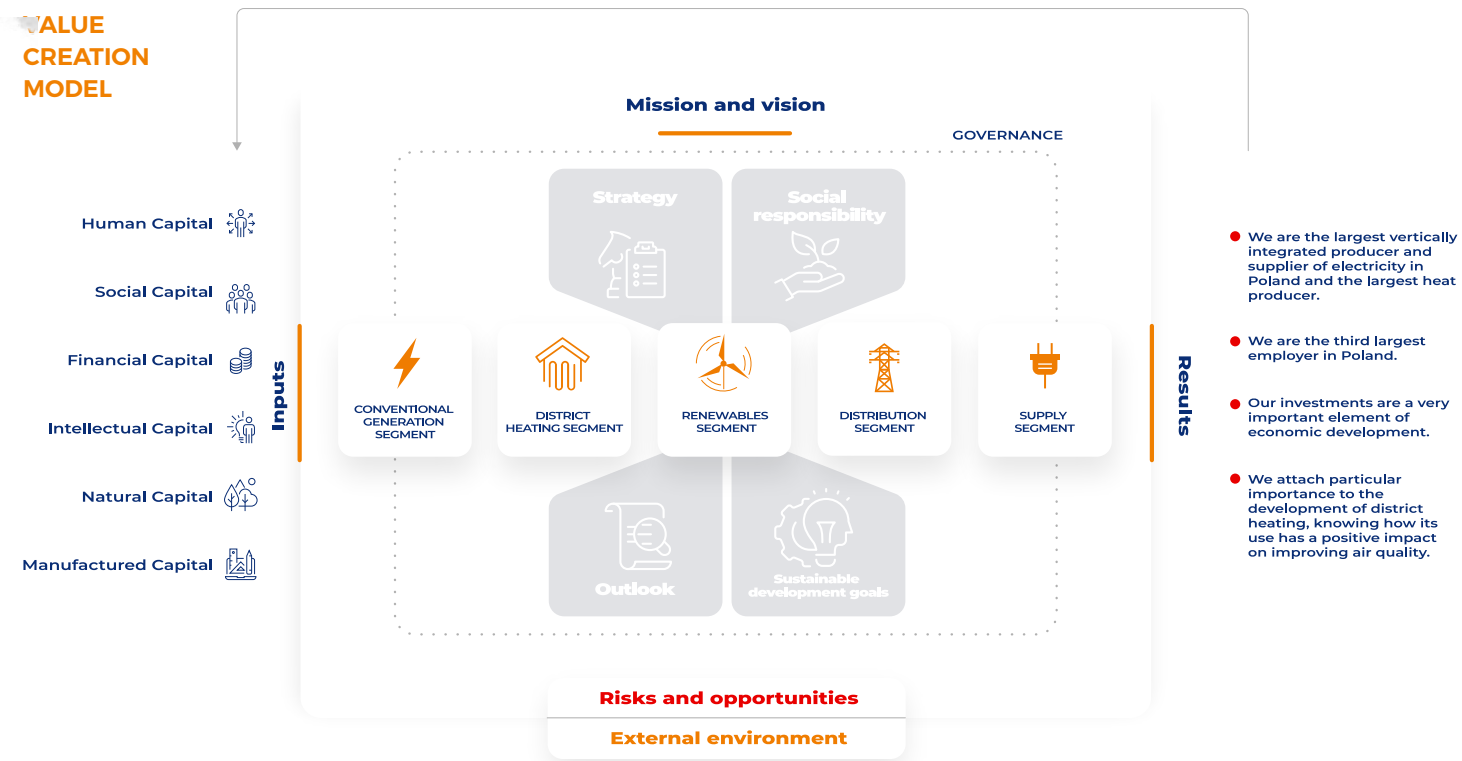 VALUE
CREATION
MODEL
Mission and vision
GOVERNANCE
Strategy
Social
responsibility
Human Capital
Social Capital
Financial Capital
Intellectual Capital
Natural Capital
Manufactured Capital
Inputs
CONVENTIONAL
GENERATION
SEGMENT
DISTRICT
HEATING SEGMENT
RENEWABLES
SEGMENT
DISTRIBUTION
SEGMENT
SUPPLY
SEGMENT
Outlook
Sustainable
development goals
Results
We are the largest vertically
integrated producer and
supplier of electricity in
Poland and the largest heat
producer.
We are the third largest
employer in Poland.
Our investments are a very
important element of
economic development.
We attach particular
importance to the
development of district
heating, knowing how its
use has a positive impact
on improving air quality.
Risks and opportunities
External environment